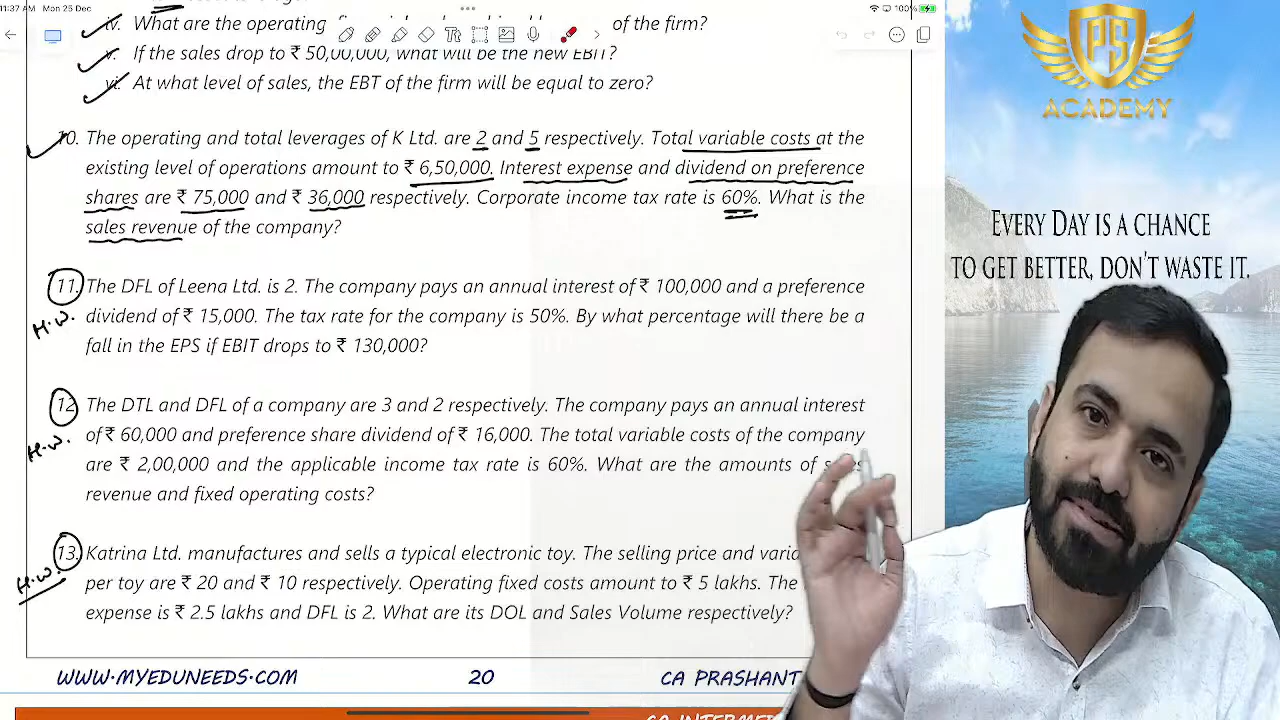 11:37 AM Mon 25 Dec
100%
iv. What are the operating of the firm?
v. If the sales drop to ₹ 50,00,000, what will be the new EBIT?
vi. At what level of sales, the EBT of the firm will be equal to zero?
10. The operating and total leverages of K Ltd. are 2 and 5 respectively. Total variable costs at the
existing level of operations amount to ₹ 6,50,000. Interest expense and dividend on preference
shares are ₹ 75,000 and ₹ 36,000 respectively. Corporate income tax rate is 60%. What is the
sales revenue of the company?
11. The DFL of Leena Ltd. is 2. The company pays an annual interest of ₹ 100,000 and a preference
H.W. dividend of ₹ 15,000. The tax rate for the company is 50%. By what percentage will there be a
fall in the EPS if EBIT drops to ₹ 130,000?
12 The DTL and DFL of a company are 3 and 2 respectively. The company pays an annual interest
H.W. of ₹ 60,000 and preference share dividend of ₹ 16,000. The total variable costs of the company
are ₹ 2,00,000 and the applicable income tax rate is 60%. What are the amounts of sales
revenue and fixed operating costs?
13. Katrina Ltd. manufactures and sells a typical electronic toy. The selling price and
H.W. per toy are ₹ 20 and ₹ 10 respectively. Operating fixed costs amount to ₹ 5 lakhs. The
expense is ₹ 2.5 lakhs and DFL is 2. What are its DOL and Sales Volume respectively?
WWW.MYEDUNEEDS.COM 20 CA PRASHANT
PS
ACADEMY
EVERY DAY IS A CHANCE
TO GET BETTER, DON'T WASTE IT.